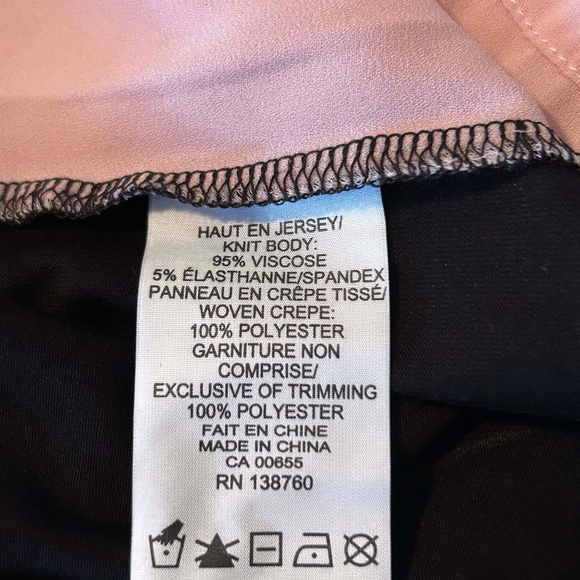 HAUT EN JERSEY/
KNIT BODY:
95% VISCOSE
5% ÉLASTHANNE/SPANDEX
PANNEAU EN CRÊPE TISSÉ/
WOVEN CREPE:
100% POLYESTER
GARNITURE NON
COMPRISE/
EXCLUSIVE OF TRIMMING
100% POLYESTER
FAIT EN CHINE
MADE IN CHINA
CA 00655
RN 138760